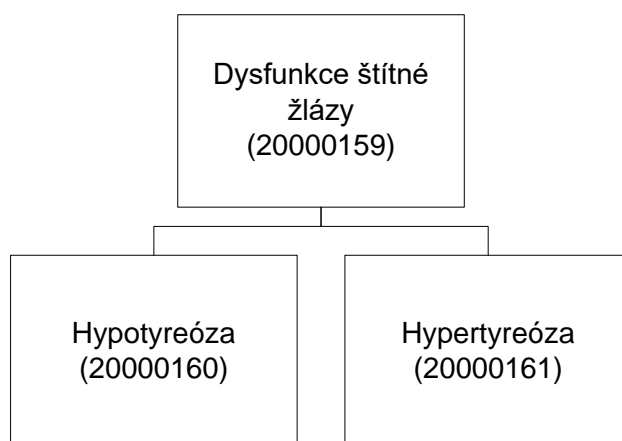 Dysfunkce štítné
žlázy
(20000159)
Hypotyreóza
(20000160)
Hypertyreóza
(20000161)